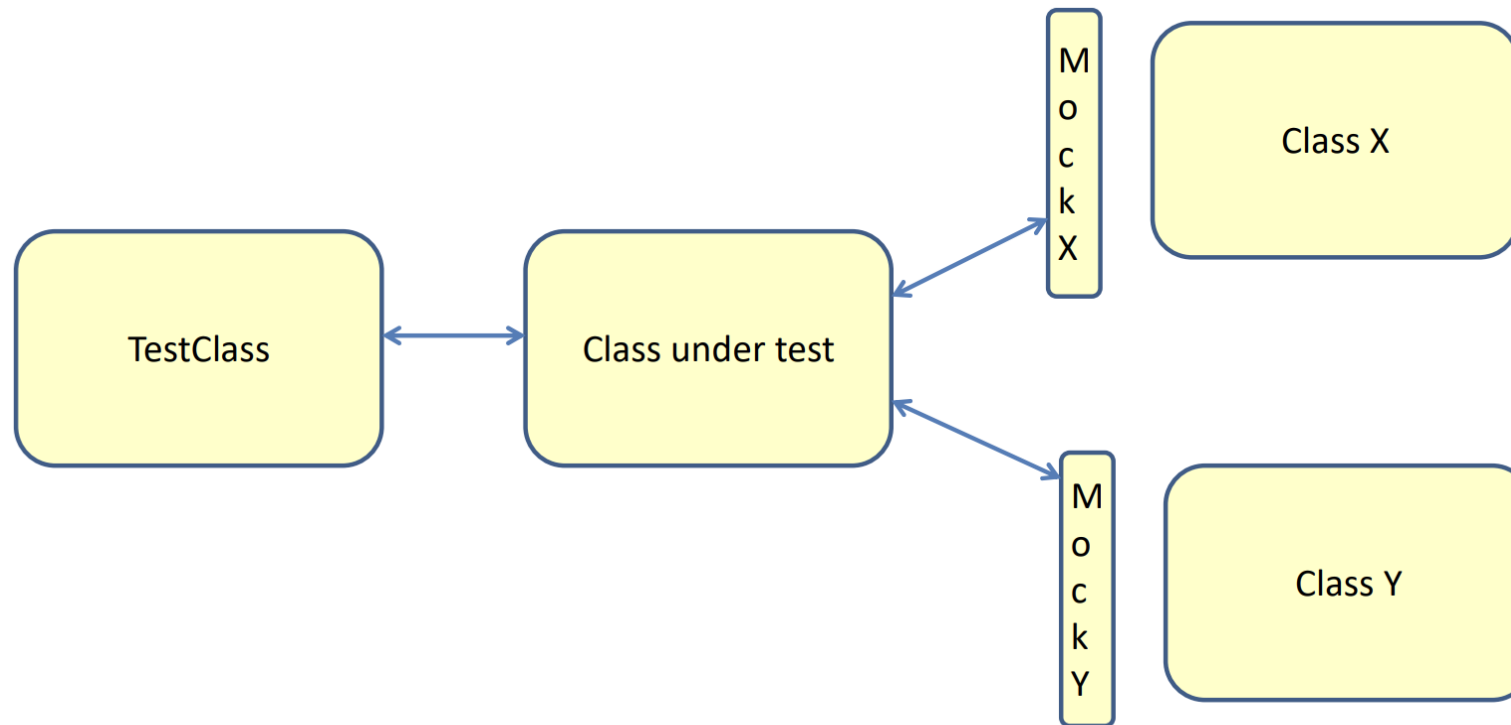 TestClass
Class under test
M
o
c
k
X
Class X
M
o
c
k
Y
Class Y